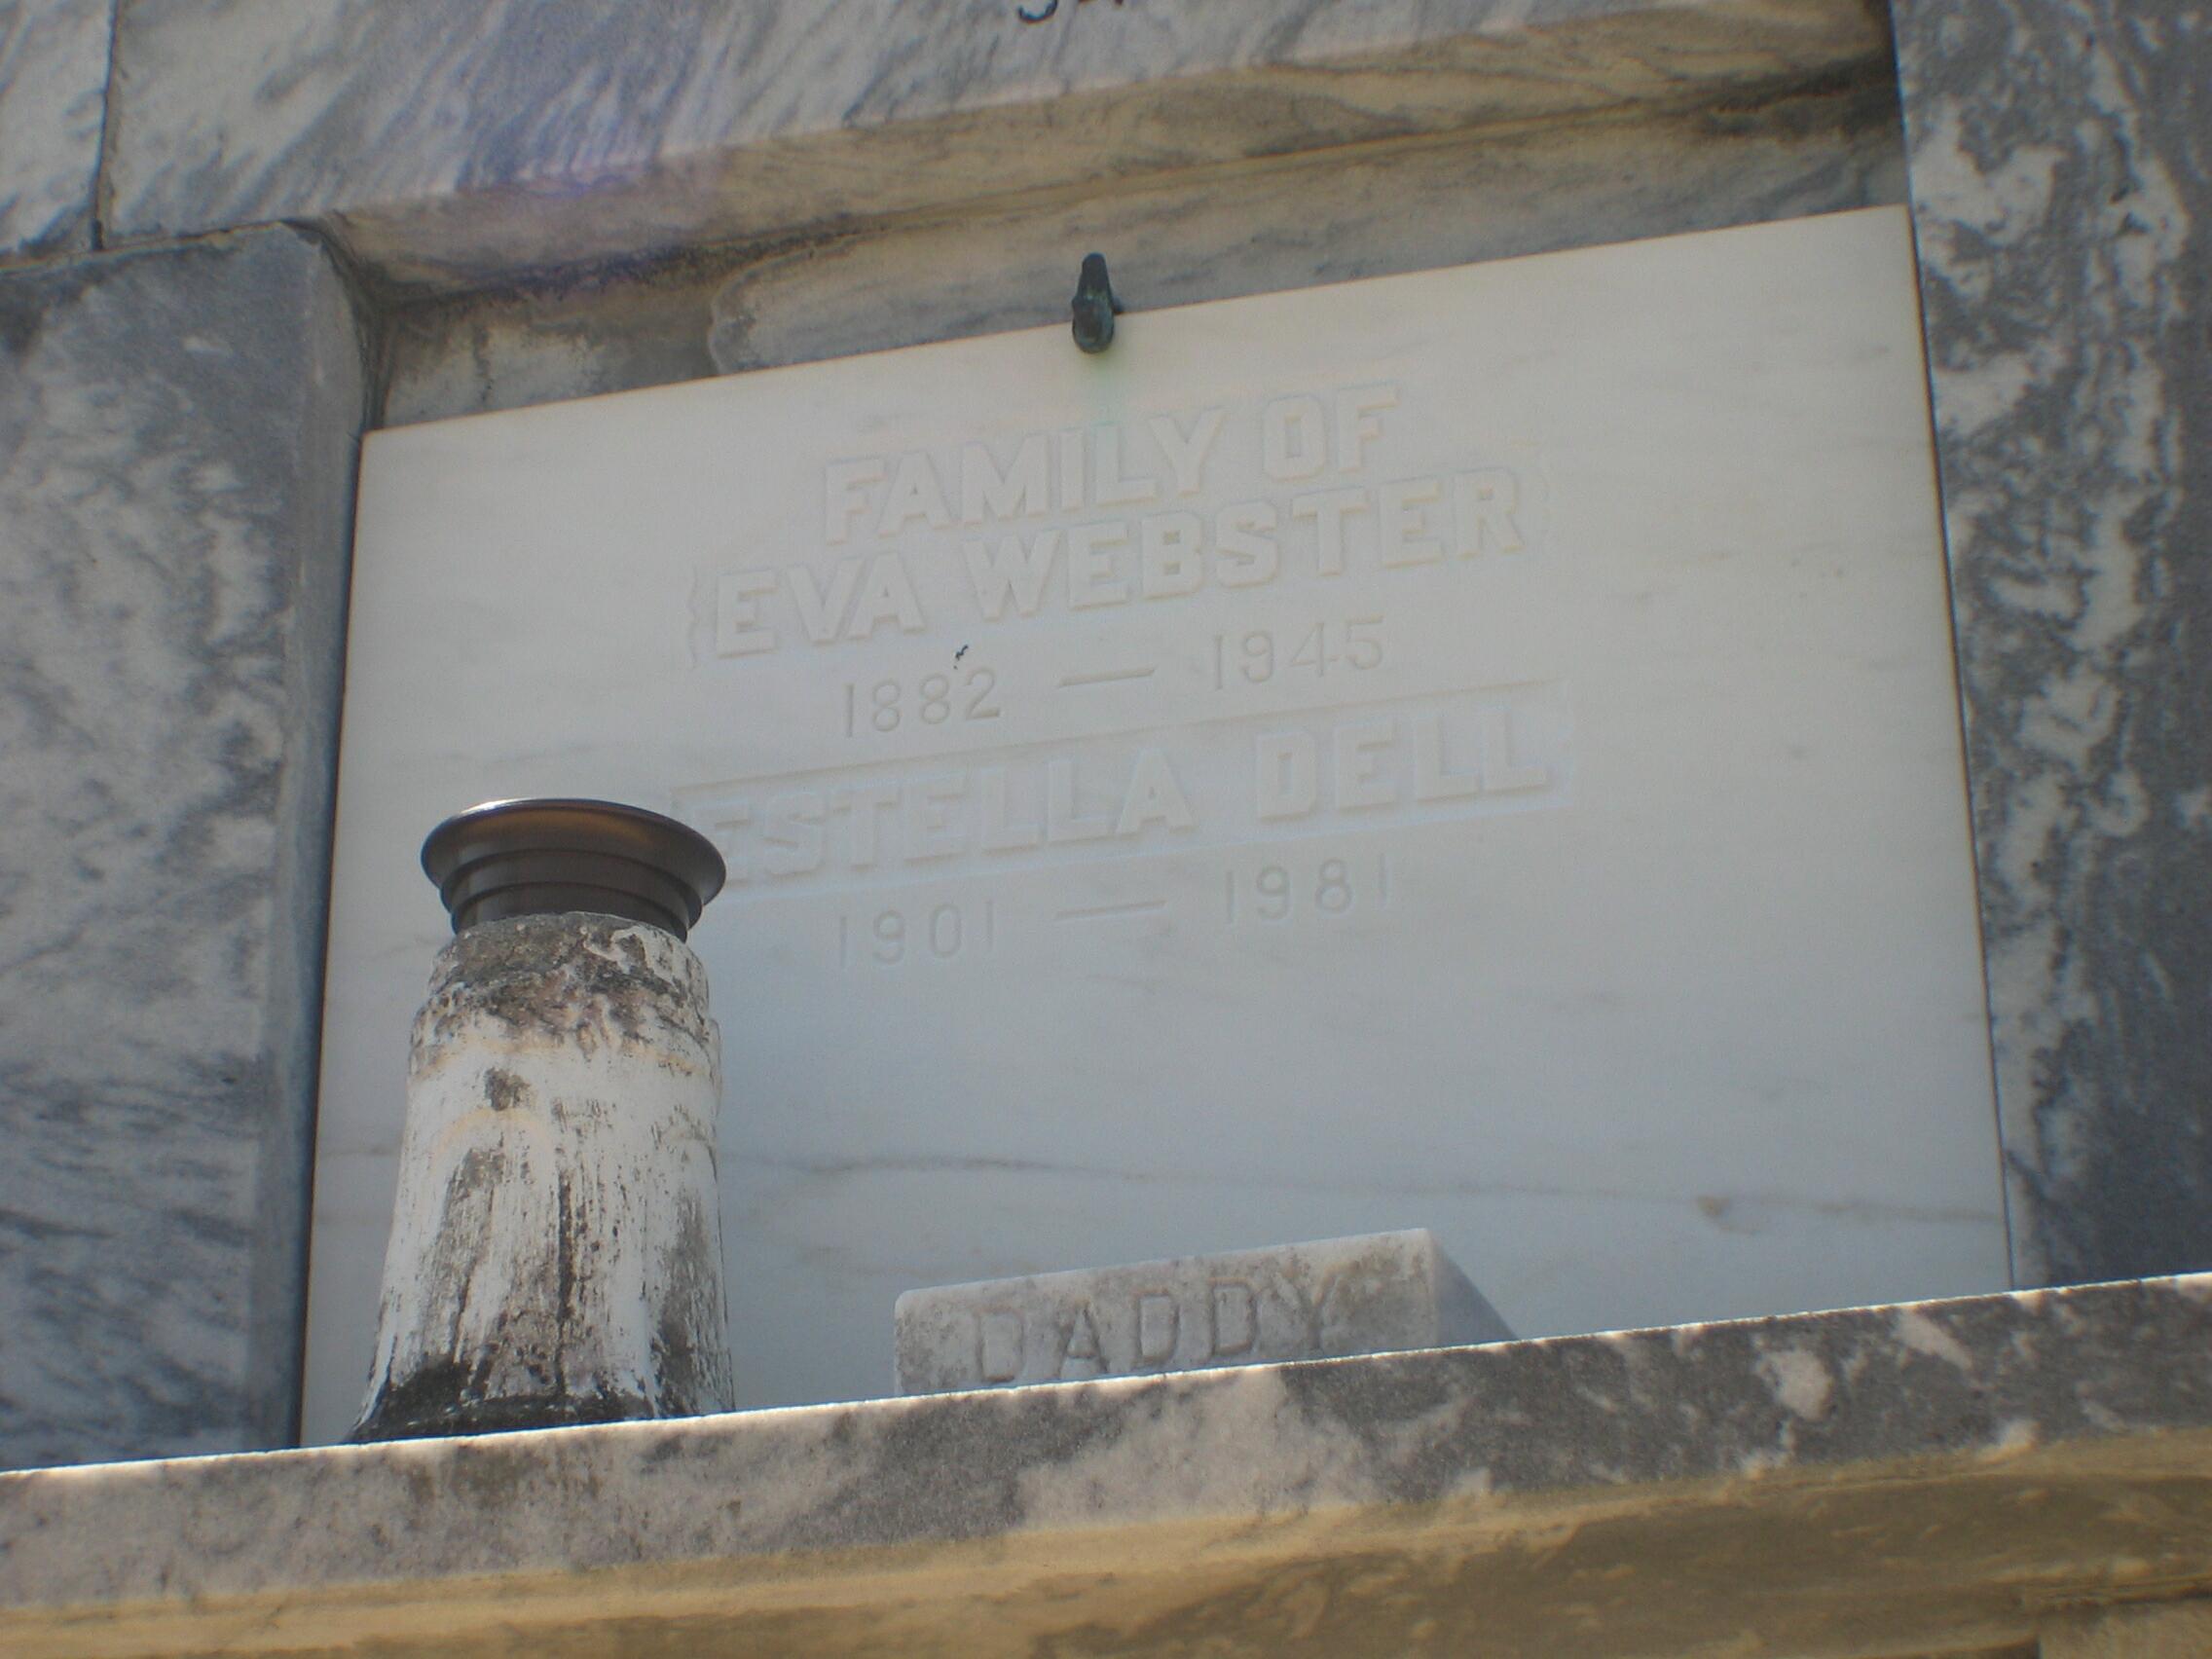 FAMILY OF
EVA WEBSTER
1882 — 1945
ESTELLA DELL
1901 — 1981
DADDY